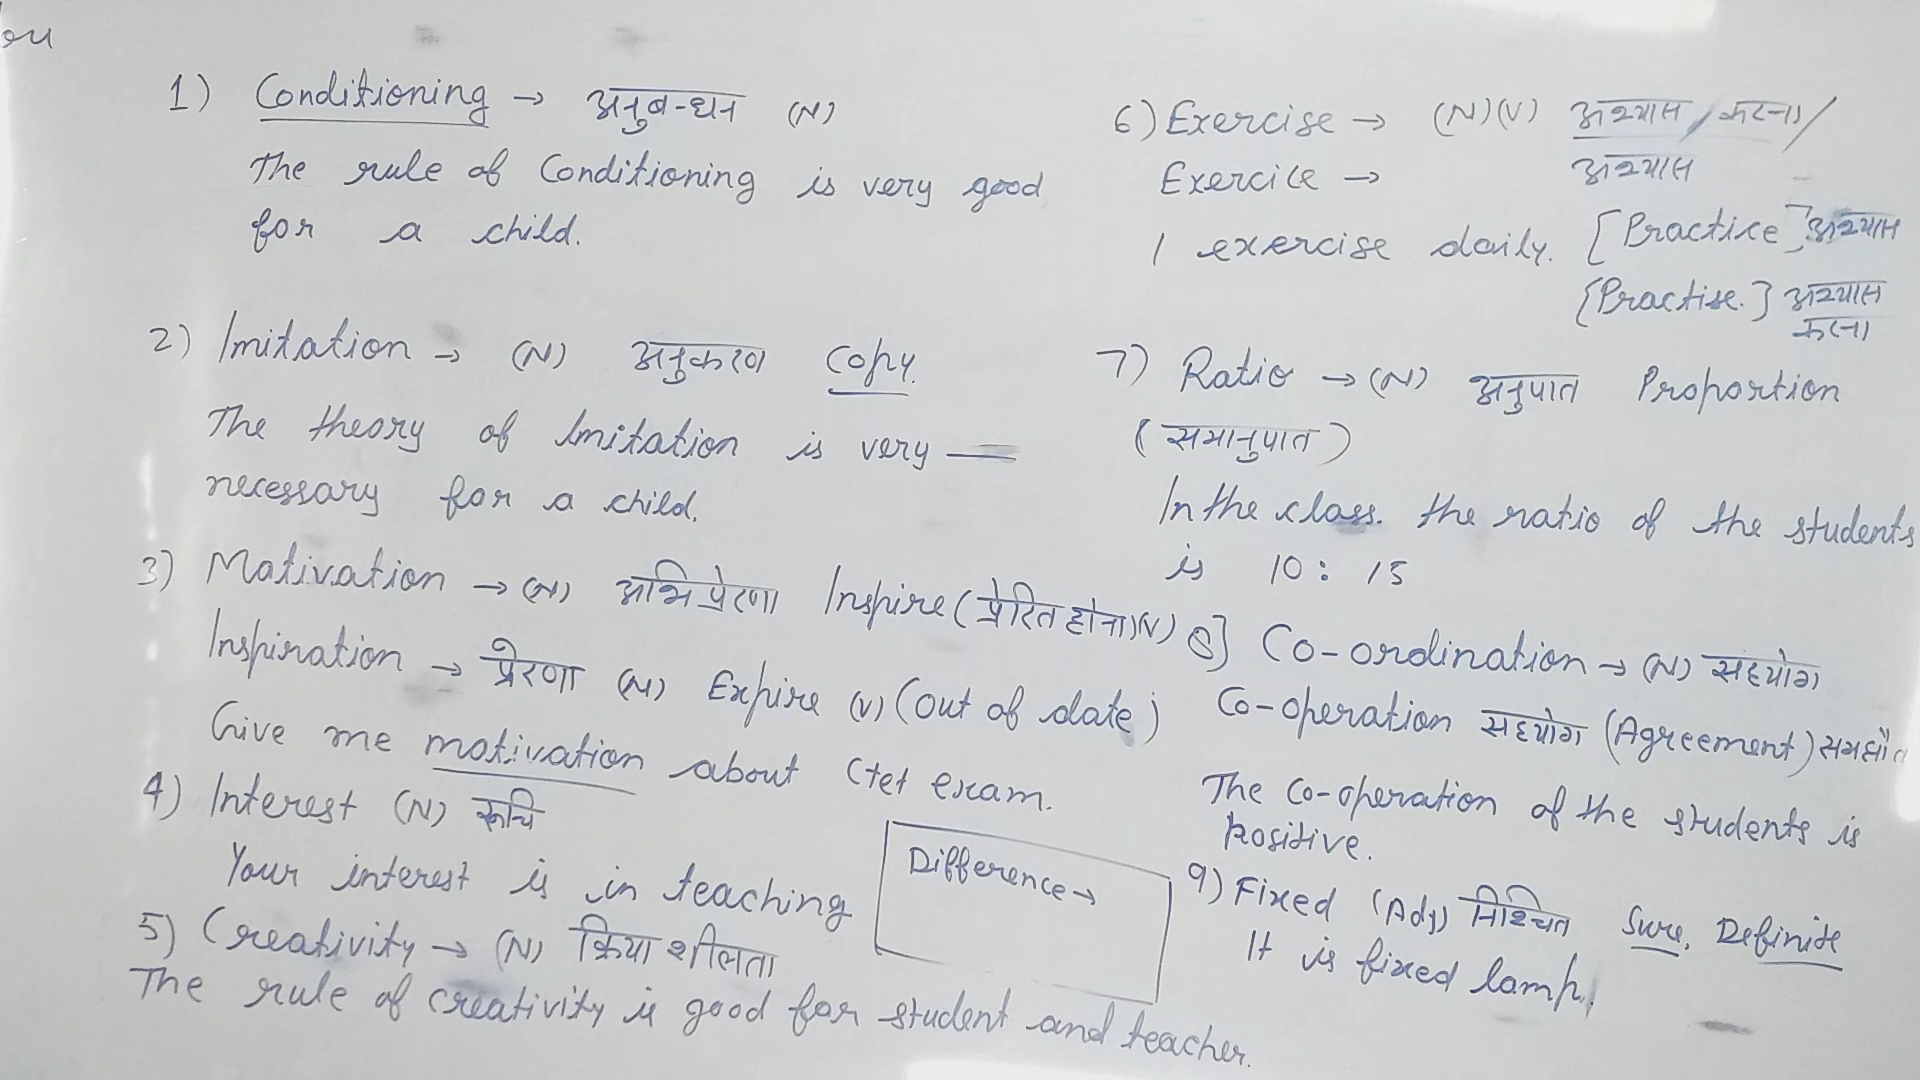 ou
1) Conditioning → अनुबन्धन (N)
The rule of Conditioning is very good
for a child.
2) Imitation → (N) अनुकरण Copy.
The theory of Imitation is very
necessary for a child.
3) Mativation → (N) अभिप्रेरणा Inspire (प्रेरित होना)(V)
Inspiration → प्रेरणा (N) Expire (V) (Out of date)
Give me motivation about Ctet exam.
4) Interest (N) रूचि
Your interest is in teaching
5) Creativity → (N) क्रियाशीलता
The rule of creativity is good for student and teacher.
Difference →
6) Exercise → (N)(V) अभ्यास / करना /
Exercice → अभ्यास
I exercise daily. [Practice] अभ्यास
[Practise.] अभ्यास
करना
7) Ratio → (N) अनुपात Proportion
(समानुपात)
In the class. the ratio of the students
is 10: 15
8] Co-ordination → (N) सहयोग
Co-operation सहयोग (Agreement) समझौता
The Co-operation of the students is
positive.
9) Fixed (Adj) निश्चित Sure, Definite
It is fixed lamp.